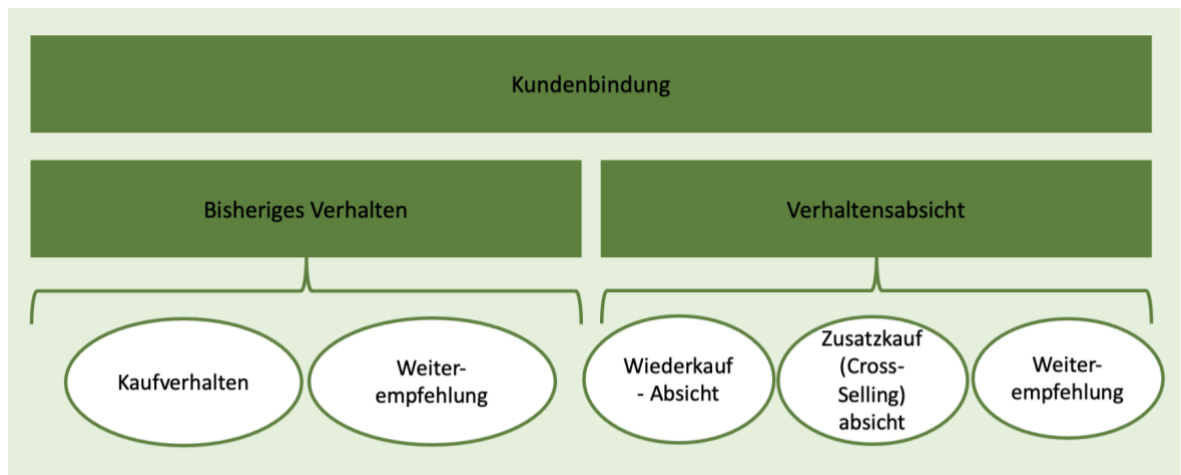 Kundenbindung
Bisheriges Verhalten
Verhaltensabsicht
Kaufverhalten
Weiter-
empfehlung
Wiederkauf
- Absicht
Zusatzkauf
(Cross-
Selling)
absicht
Weiter-
empfehlung